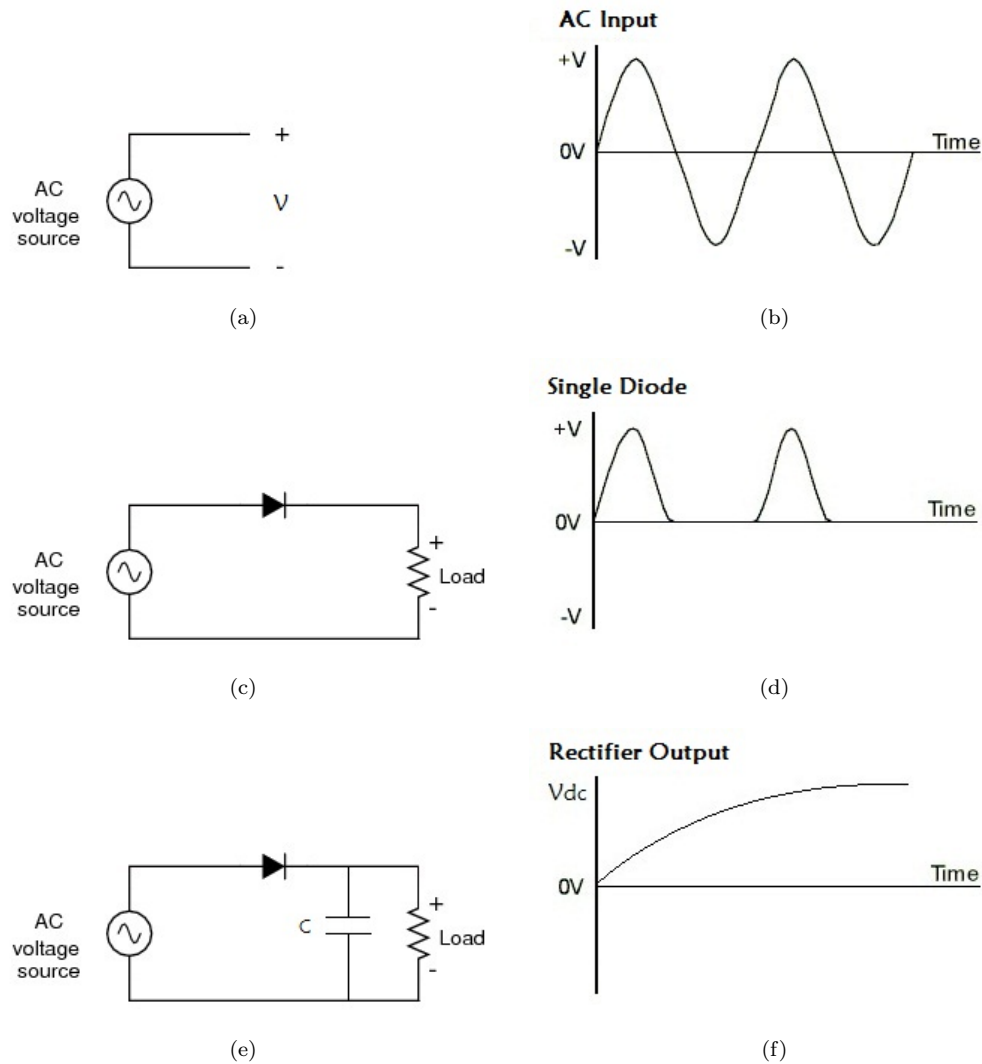 AC Input
+V
0V
Time
-V
AC
voltage
source
+
V
-
(a)
(b)
Single Diode
+V
0V
Time
-V
AC
voltage
source
+
Load
-
(c)
(d)
Rectifier Output
Vdc
0V
Time
AC
voltage
source
C
+
Load
-
(e)
(f)